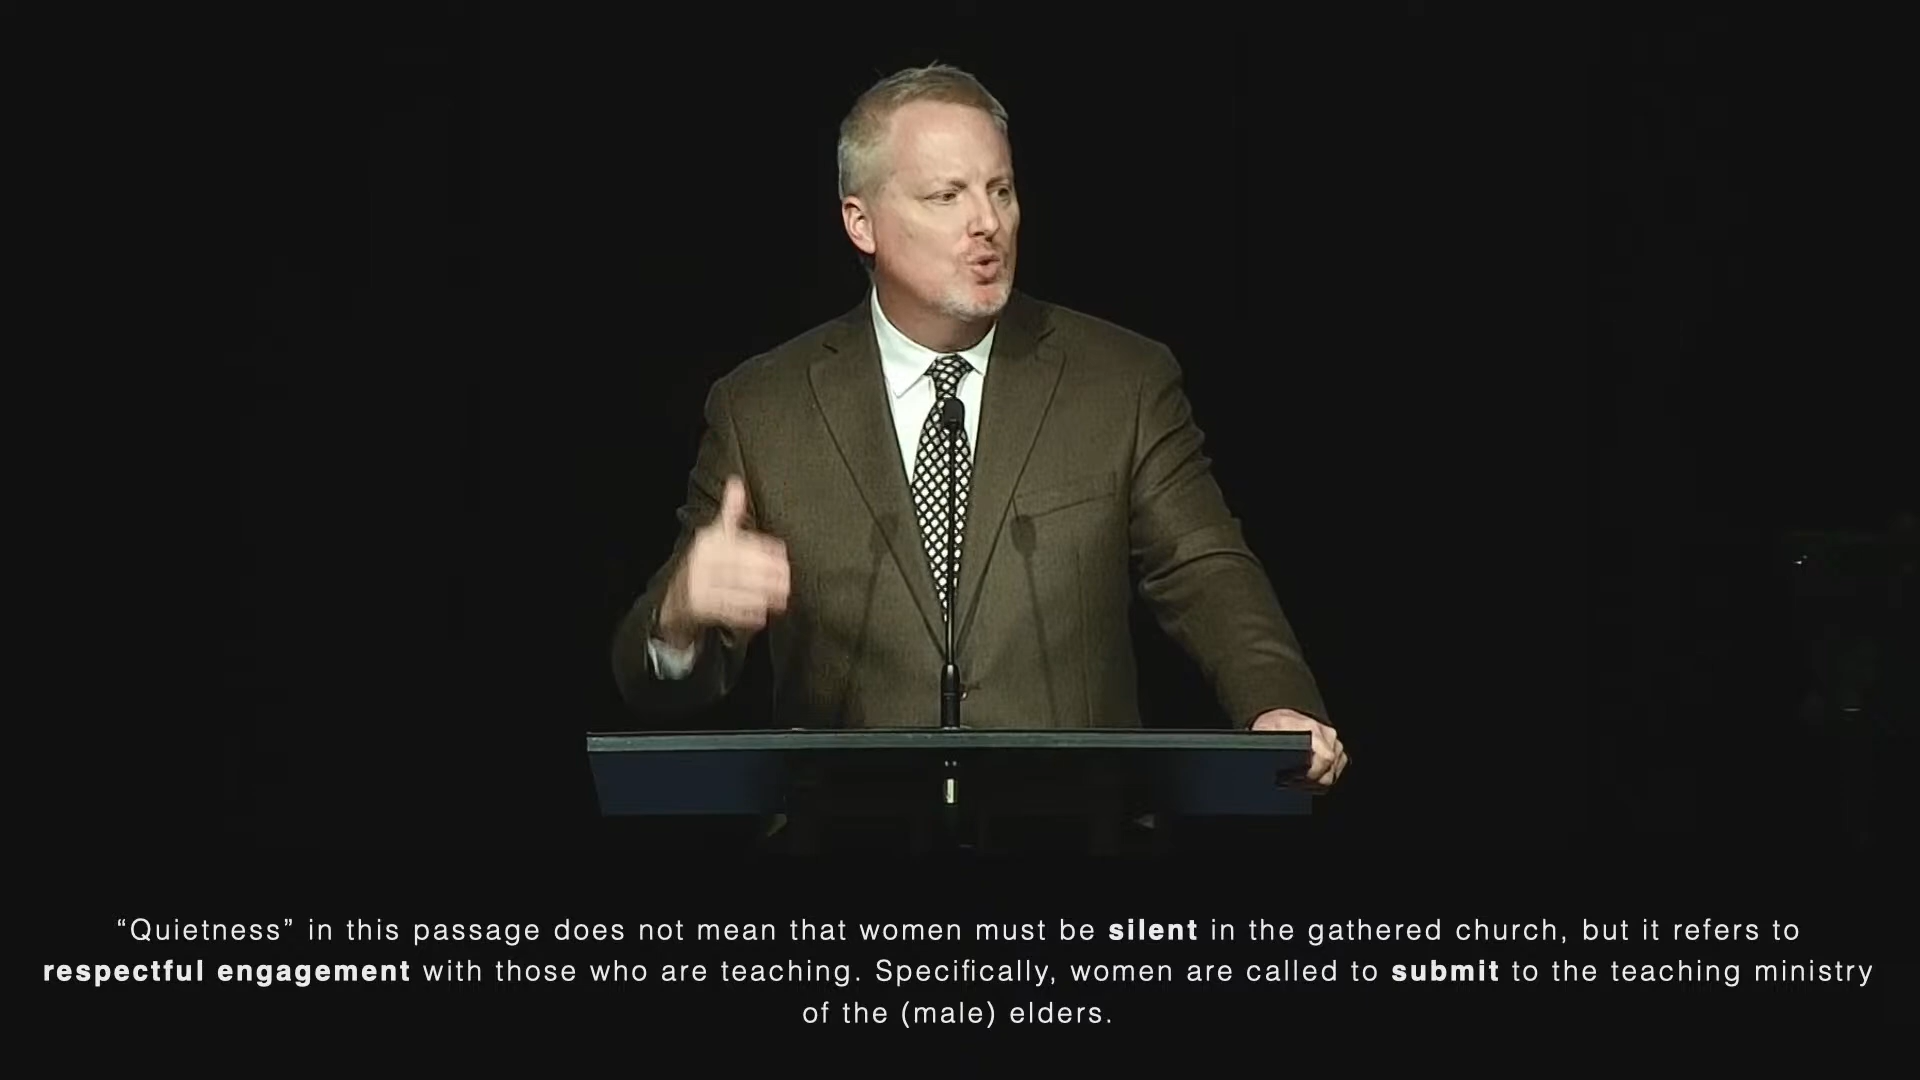 “Quietness” in this passage does not mean that women must be silent in the gathered church, but it refers to
respectful engagement with those who are teaching. Specifically, women are called to submit to the teaching ministry
of the (male) elders.